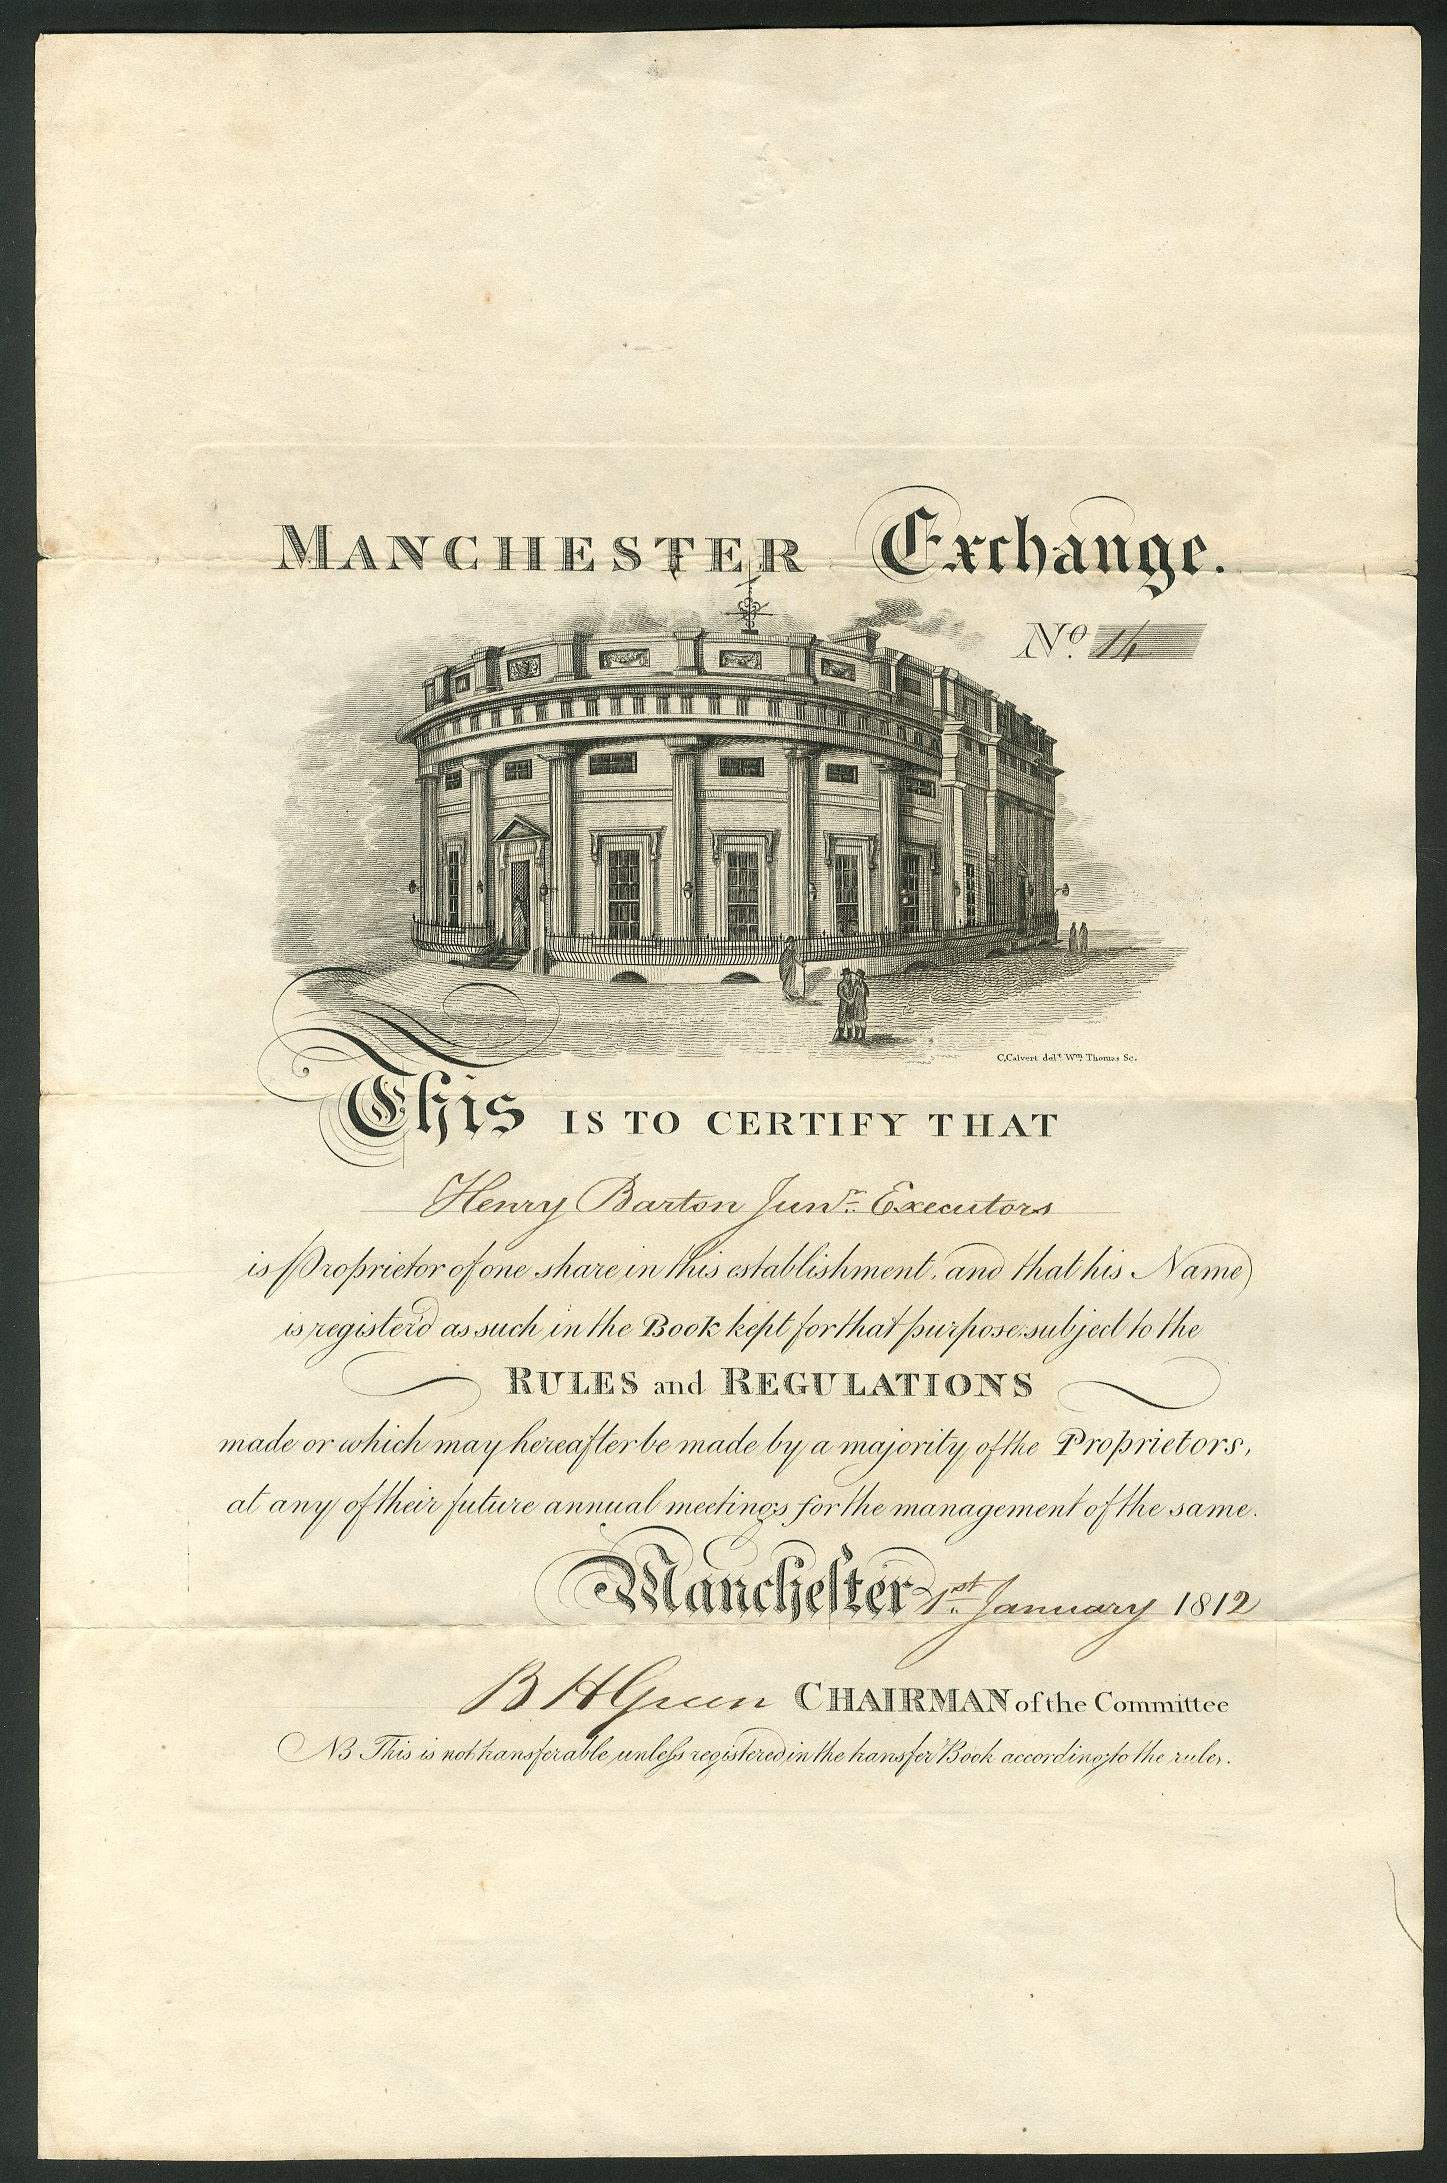 MANCHESTER Exchange.
No. 14
C. Calvert delt. Wm. Thomas Sc.
This IS TO CERTIFY THAT
Henry Barton Junr. Executors
is Proprietor of one share in this establishment, and that his Name
is register'd as such in the Book kept for that purpose subject to the
RULES and REGULATIONS
made or which may hereafter be made by a majority of the Proprietors,
at any of their future annual meetings for the management of the same.
Manchester 1st. January 1812
B H Green CHAIRMAN of the Committee
NB This is not transferable unless registered in the transfer Book according to the rules.